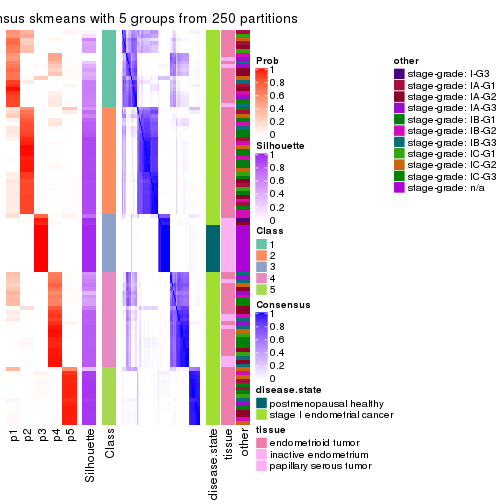 nsus skmeans with 5 groups from 250 partitions
Prob
1
0.8
0.6
0.4
0.2
0
Silhouette
1
0.8
0.6
0.4
0.2
0
Class
1
2
3
4
5
Consensus
1
0.8
0.6
0.4
0.2
0
disease.state
postmenopausal healthy
stage I endometrial cancer
tissue
endometrioid tumor
inactive endometrium
papillary serous tumor
other
stage-grade: I-G3
stage-grade: IA-G1
stage-grade: IA-G2
stage-grade: IA-G3
stage-grade: IB-G1
stage-grade: IB-G2
stage-grade: IB-G3
stage-grade: IC-G1
stage-grade: IC-G2
stage-grade: IC-G3
stage-grade: n/a
p1
p2
p3
p4
p5
Silhouette
Class
disease.state
tissue
other